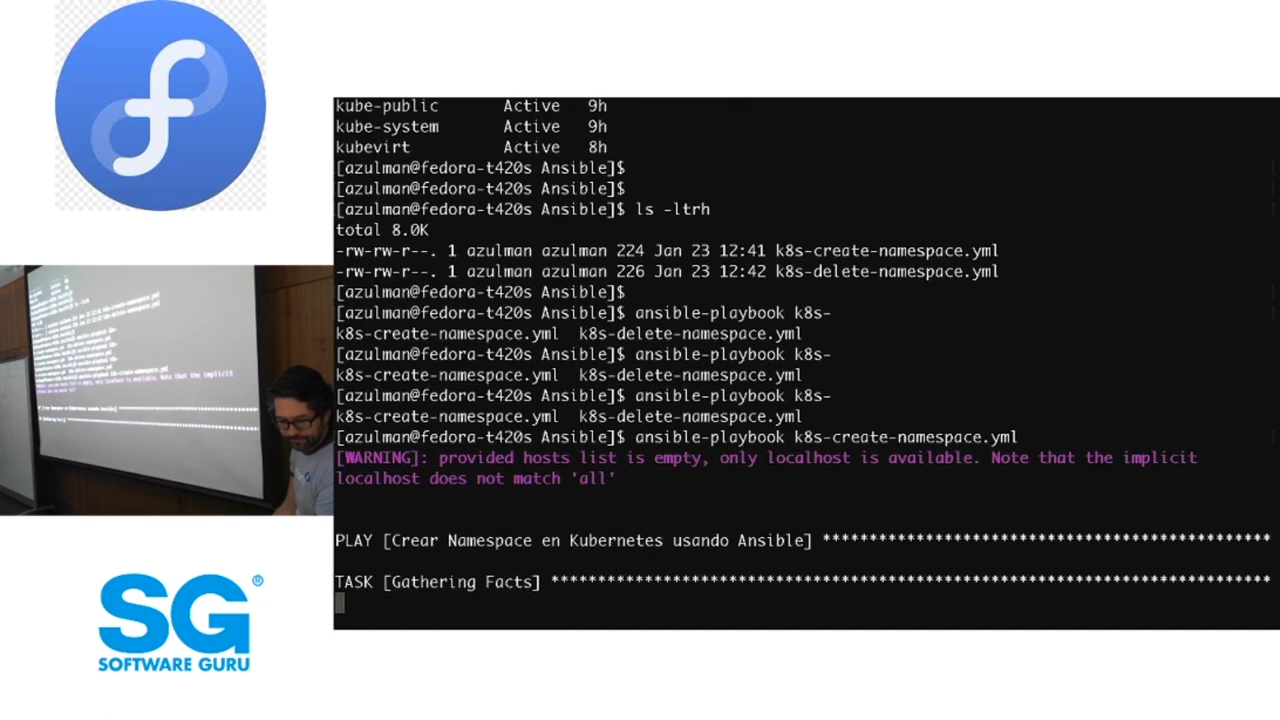 kube-public Active 9h
kube-system Active 9h
kubevirt Active 8h
[azulman@fedora-t420s Ansible]$
[azulman@fedora-t420s Ansible]$
[azulman@fedora-t420s Ansible]$ ls -ltrh
total 8.0K
-rw-rw-r--. 1 azulman azulman 224 Jan 23 12:41 k8s-create-namespace.yml
-rw-rw-r--. 1 azulman azulman 226 Jan 23 12:42 k8s-delete-namespace.yml
[azulman@fedora-t420s Ansible]$
[azulman@fedora-t420s Ansible]$ ansible-playbook k8s-
k8s-create-namespace.yml k8s-delete-namespace.yml
[azulman@fedora-t420s Ansible]$ ansible-playbook k8s-
k8s-create-namespace.yml k8s-delete-namespace.yml
[azulman@fedora-t420s Ansible]$ ansible-playbook k8s-
k8s-create-namespace.yml k8s-delete-namespace.yml
[azulman@fedora-t420s Ansible]$ ansible-playbook k8s-create-namespace.yml
[WARNING]: provided hosts list is empty, only localhost is available. Note that the implicit
localhost does not match 'all'
PLAY [Crear Namespace en Kubernetes usando Ansible] ************************************************
TASK [Gathering Facts] *****************************************************************************
SG®
SOFTWARE GURU